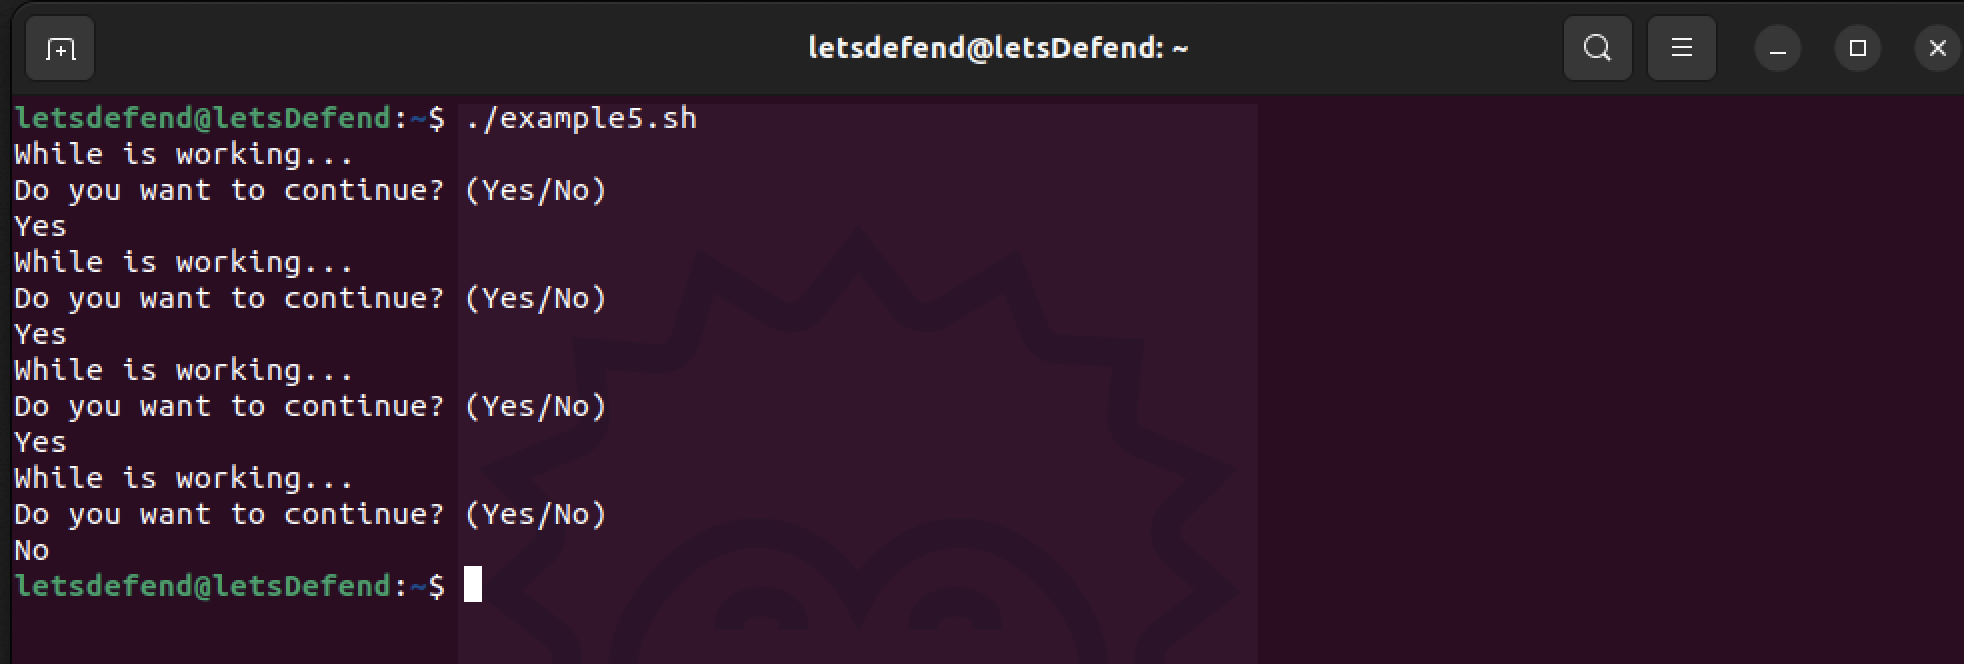 letsdefend@letsDefend: ~
letsdefend@letsDefend:~$ ./example5.sh
While is working...
Do you want to continue? (Yes/No)
Yes
While is working...
Do you want to continue? (Yes/No)
Yes
While is working...
Do you want to continue? (Yes/No)
Yes
While is working...
Do you want to continue? (Yes/No)
No
letsdefend@letsDefend:~$